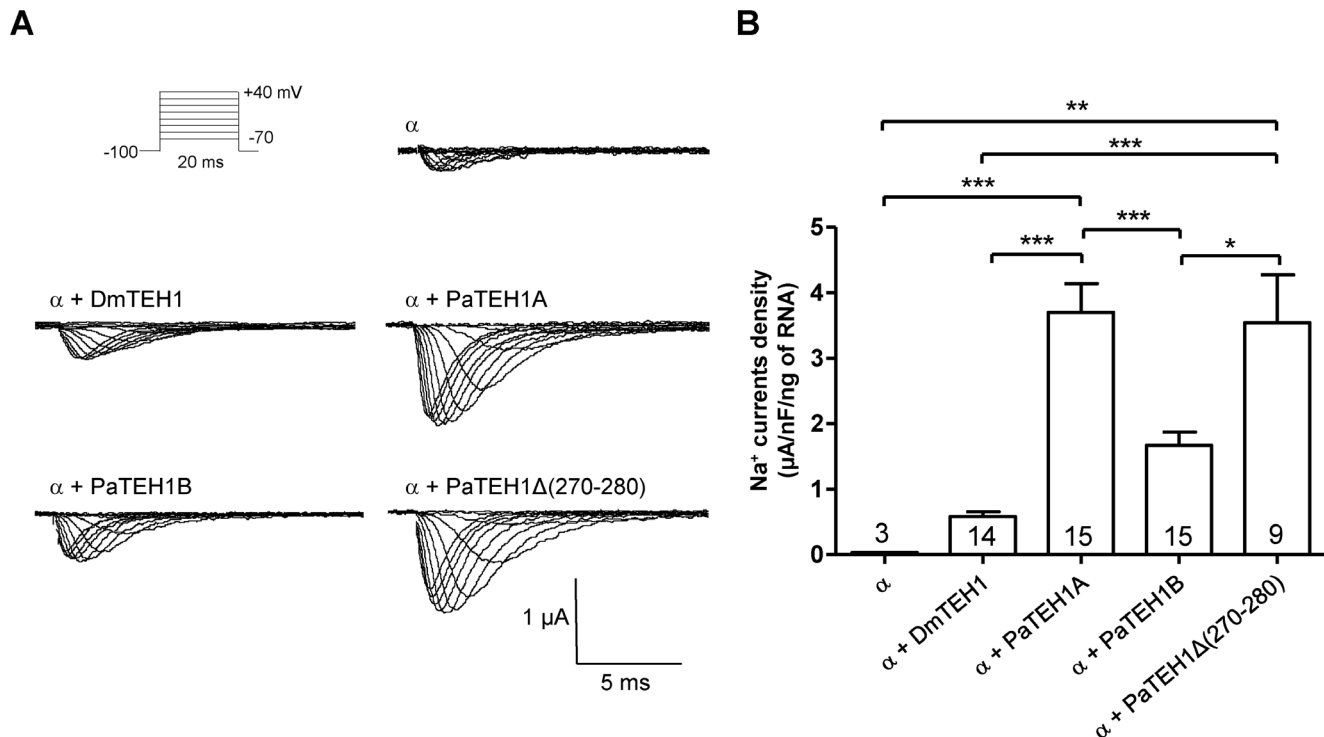 A
+40 mV
-100
-70
20 ms
α
α + DmTEH1
α + PaTEH1A
α + PaTEH1B
α + PaTEH1Δ(270-280)
1 µA
5 ms
B
**
***
***
***
***
*
Na⁺ currents density
(µA/nF/ng of RNA)
5
4
3
2
1
0
3
14
15
15
9
α
α + DmTEH1
α + PaTEH1A
α + PaTEH1B
α + PaTEH1Δ(270-280)